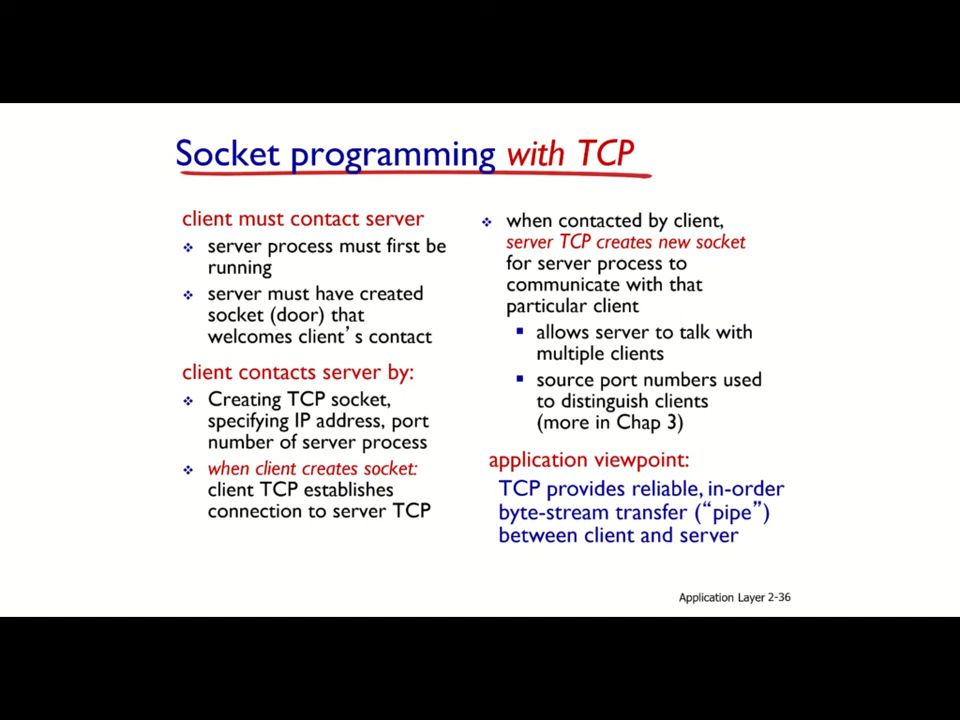 Socket programming with TCP
client must contact server
❖ server process must first be
running
❖ server must have created
socket (door) that
welcomes client’s contact
client contacts server by:
❖ Creating TCP socket,
specifying IP address, port
number of server process
❖ when client creates socket:
client TCP establishes
connection to server TCP
❖ when contacted by client,
server TCP creates new socket
for server process to
communicate with that
particular client
▪ allows server to talk with
multiple clients
▪ source port numbers used
to distinguish clients
(more in Chap 3)
application viewpoint:
TCP provides reliable, in-order
byte-stream transfer (“pipe”)
between client and server
Application Layer 2-36